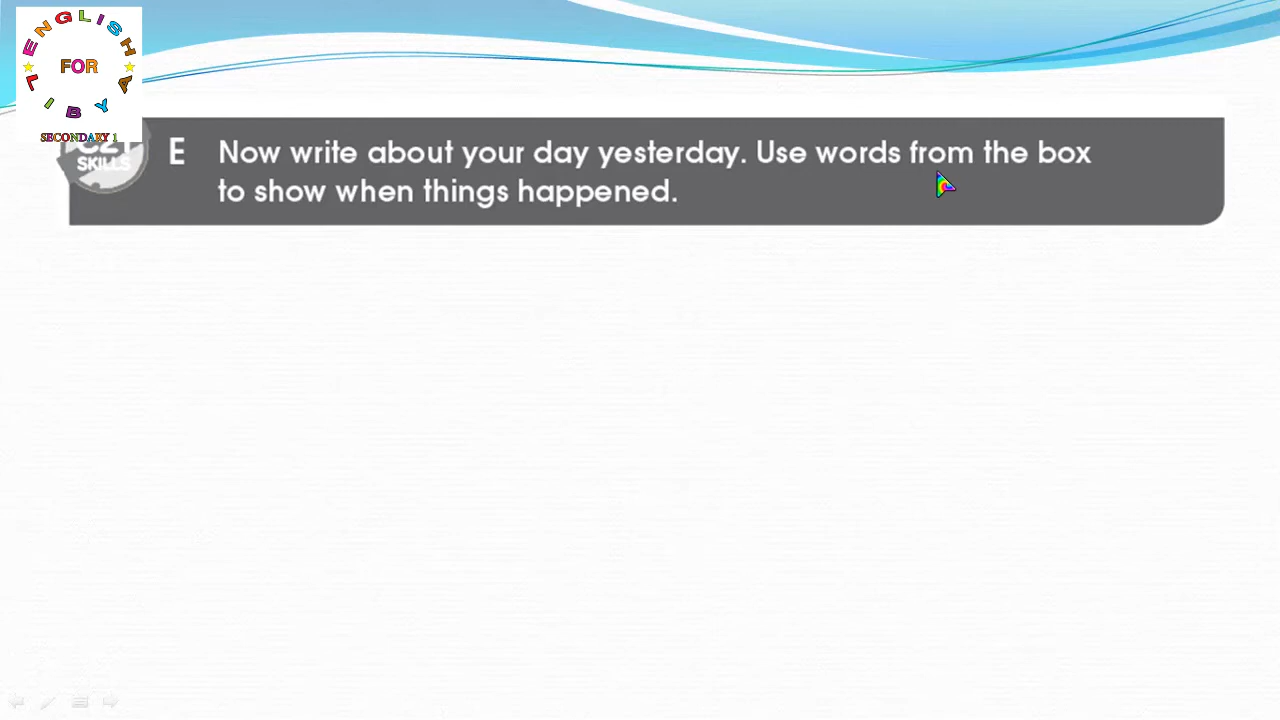 ENGLISH
FOR
LIBYA
SECONDARY 1
SKILLS
E Now write about your day yesterday. Use words from the box
to show when things happened.